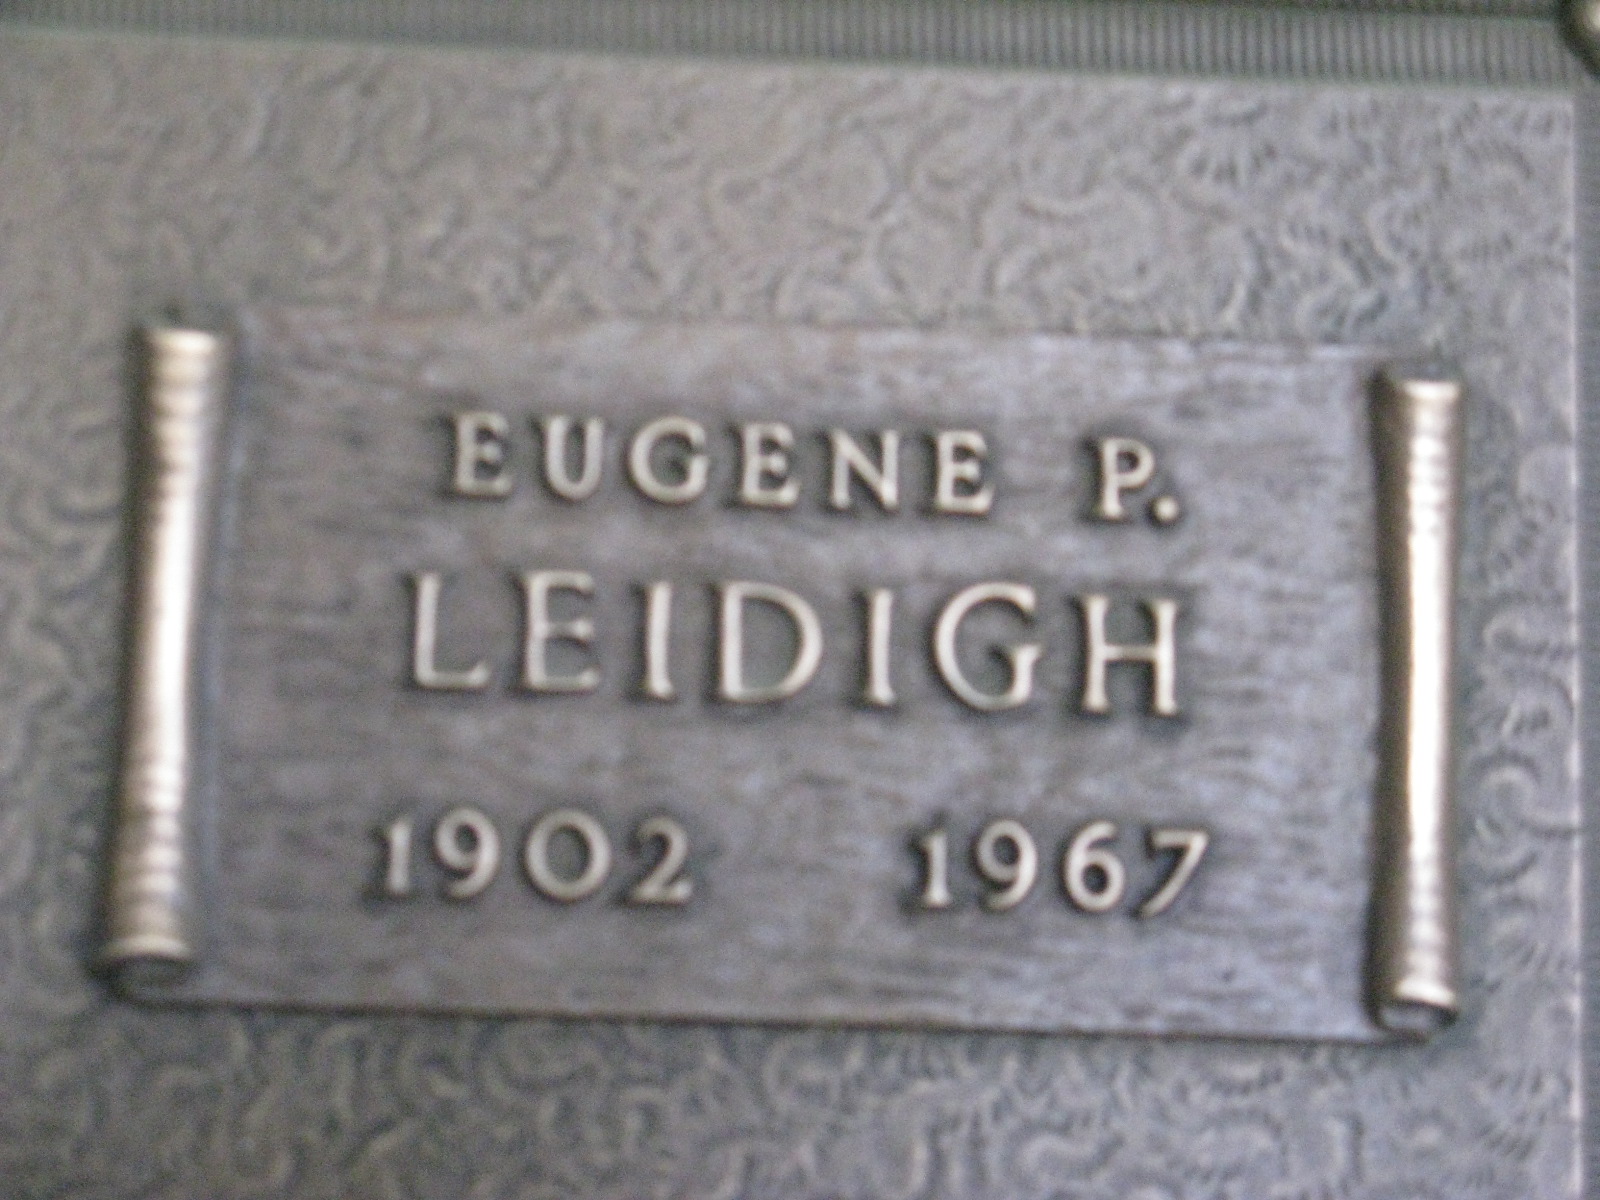 EUGENE P.
LEIDIGH
1902 1967